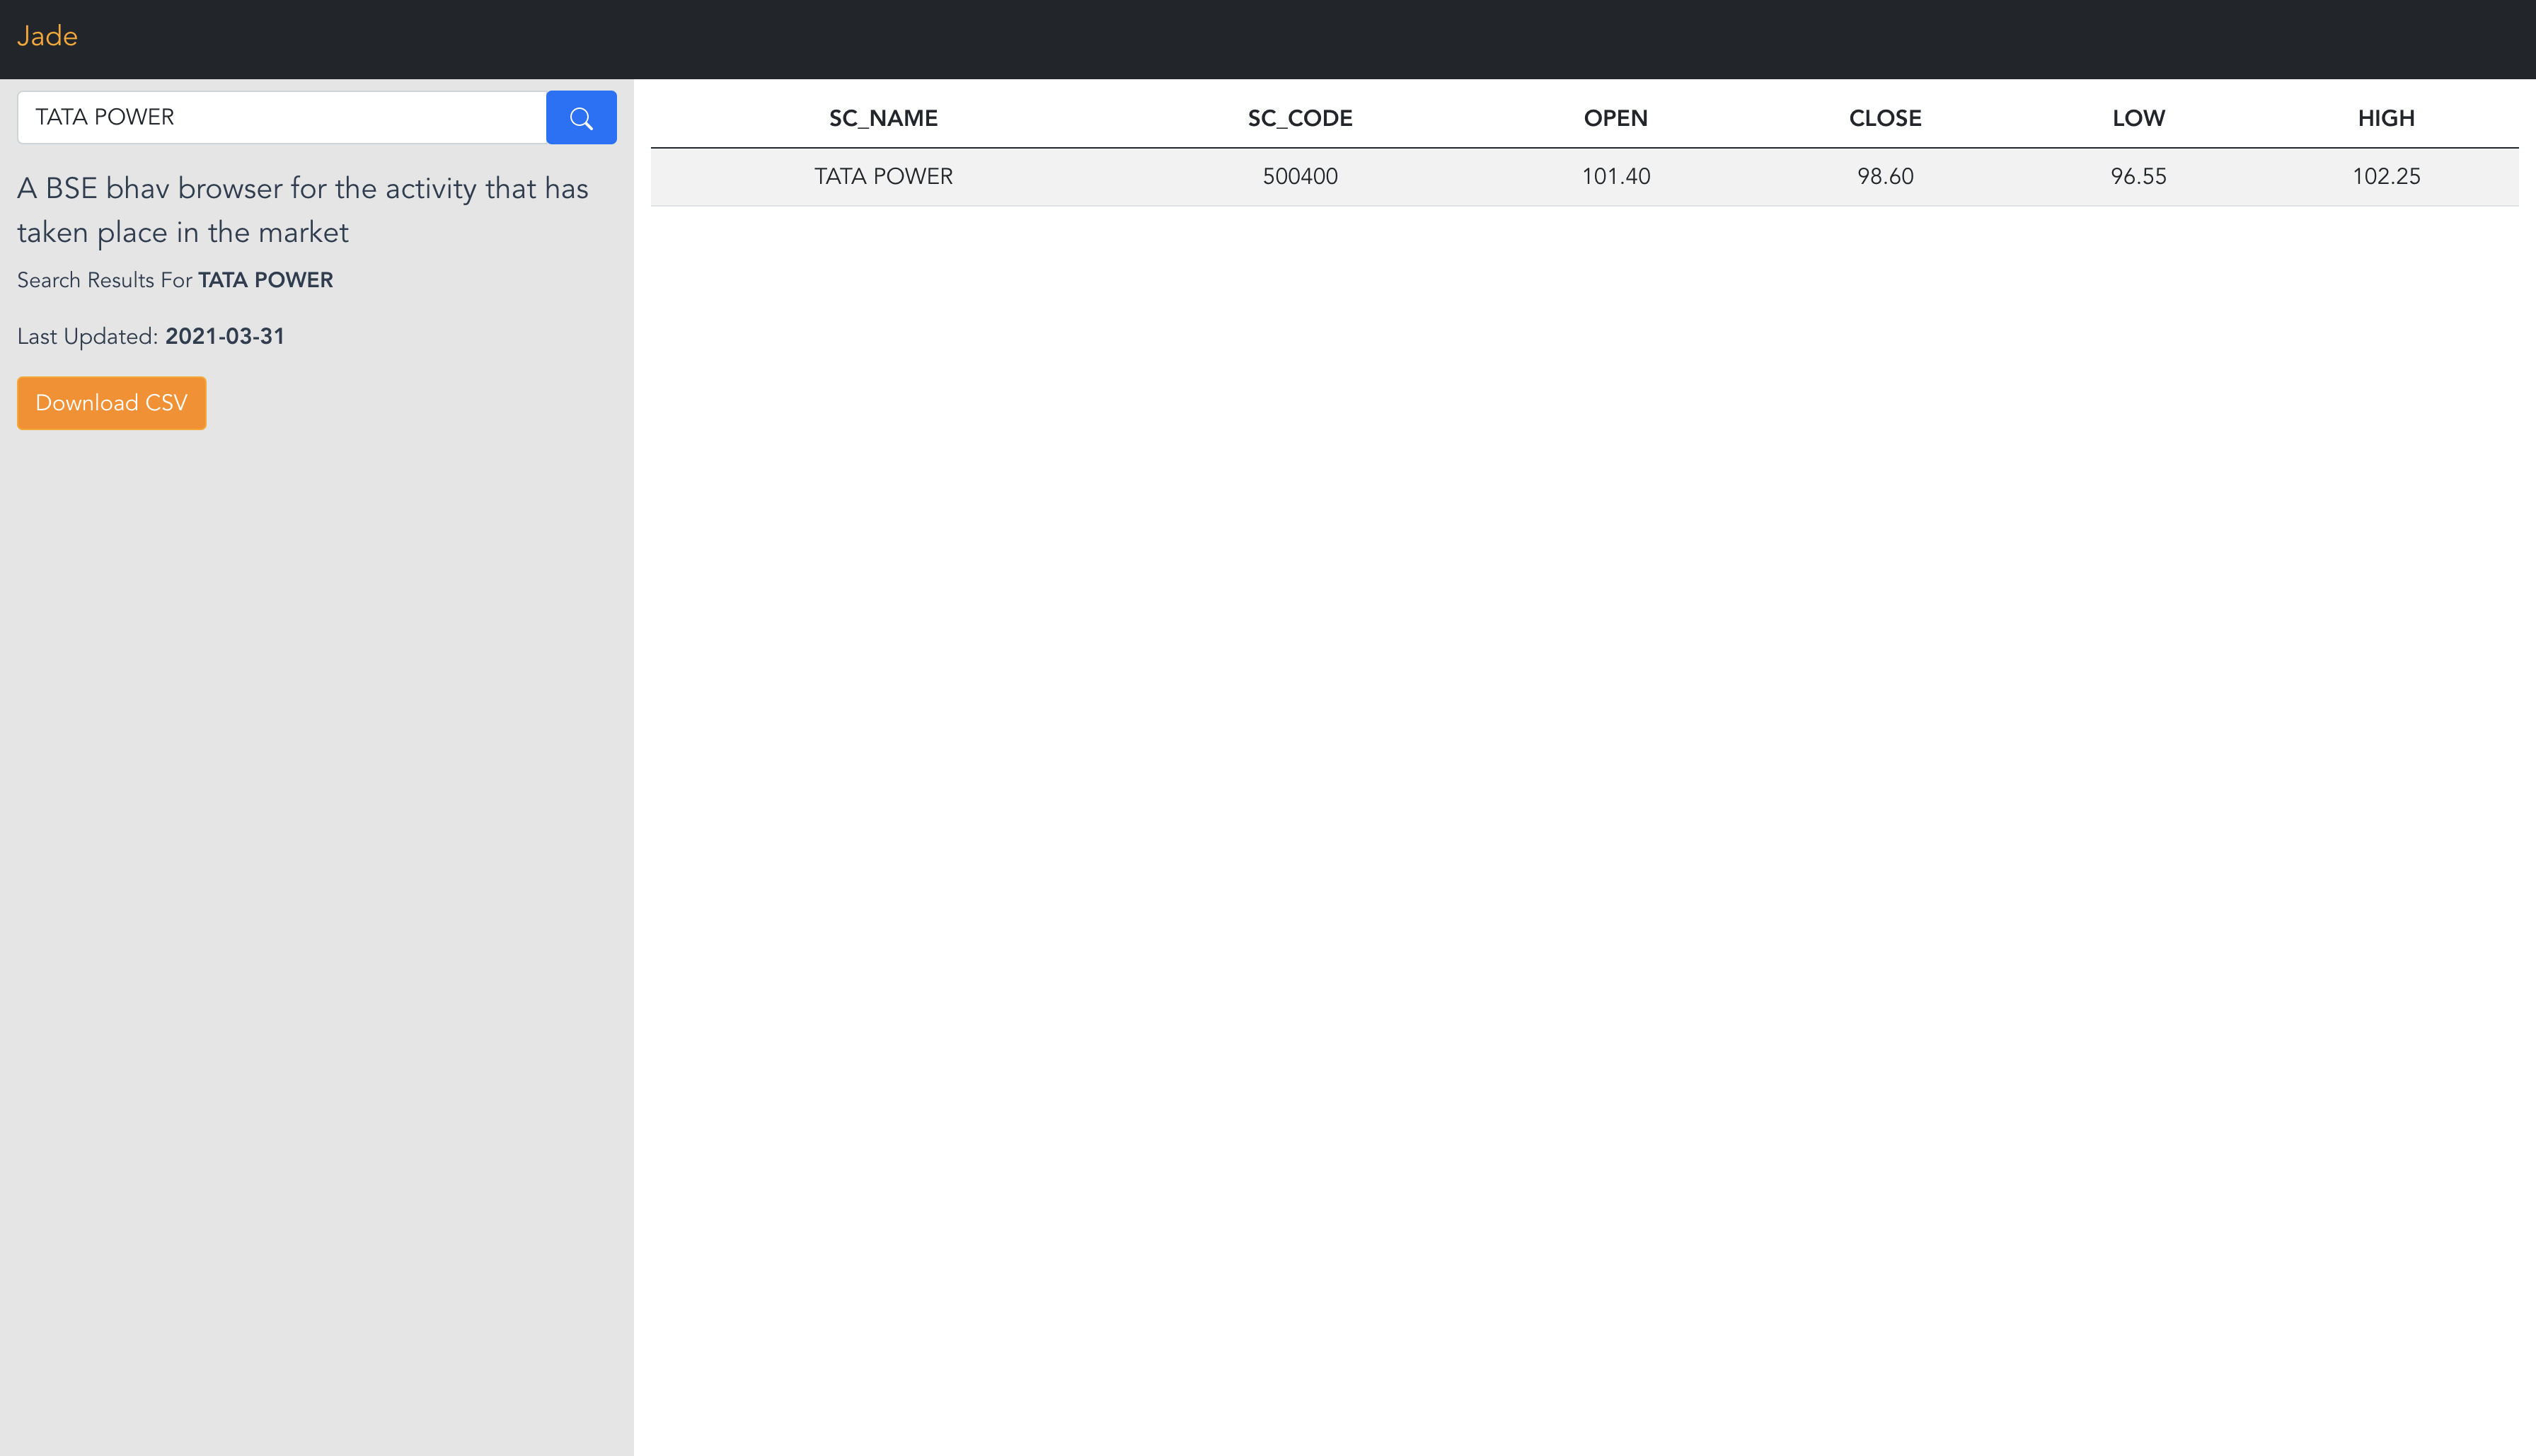 Jade
TATA POWER
A BSE bhav browser for the activity that has
taken place in the market
Search Results For TATA POWER
Last Updated: 2021-03-31
Download CSV
SC_NAME SC_CODE OPEN CLOSE LOW HIGH
TATA POWER 500400 101.40 98.60 96.55 102.25